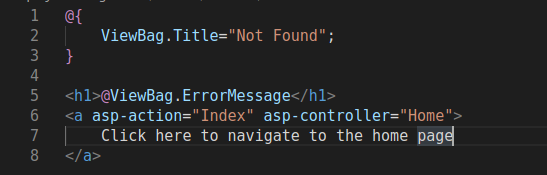 1 @{
2 ViewBag.Title="Not Found";
3 }
4
5 <h1>@ViewBag.ErrorMessage</h1>
6 <a asp-action="Index" asp-controller="Home">
7 Click here to navigate to the home page
8 </a>